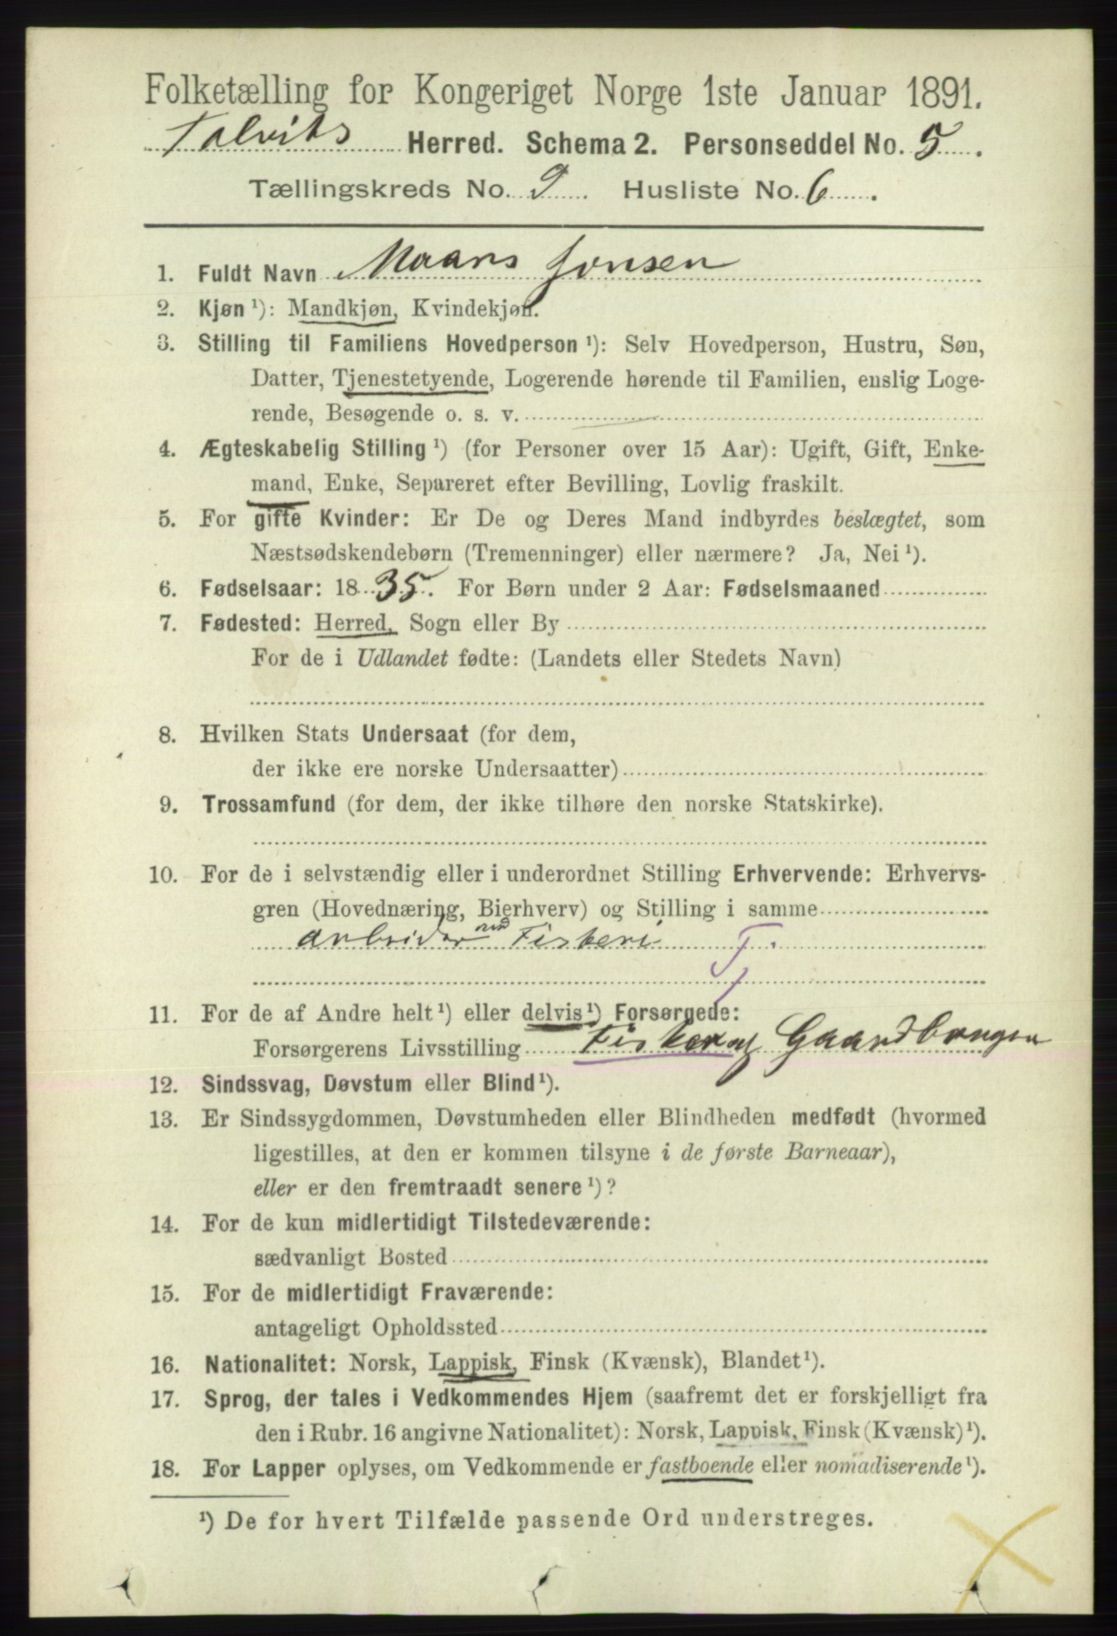 Folketælling for Kongeriget Norge 1ste Januar 1891.
Talviks Herred. Schema 2. Personseddel No. 5.
Tællingskreds No. 9. Husliste No. 6.
1. Fuldt Navn Maans Jonsen
2. Kjøn ¹): Mandkjøn, Kvindekjøn.
3. Stilling til Familiens Hovedperson ¹): Selv Hovedperson, Hustru, Søn,
Datter, Tjenestetyende, Logerende hørende til Familien, enslig Loge-
rende, Besøgende o. s. v.
4. Ægteskabelig Stilling ¹) (for Personer over 15 Aar): Ugift, Gift, Enke-
mand, Enke, Separeret efter Bevilling, Lovlig fraskilt.
5. For gifte Kvinder: Er De og Deres Mand indbyrdes beslægtet, som
Næstsødskendebørn (Tremenninger) eller nærmere? Ja, Nei ¹).
6. Fødselsaar: 1835. For Børn under 2 Aar: Fødselsmaaned
7. Fødested: Herred, Sogn eller By
For de i Udlandet fødte: (Landets eller Stedets Navn)
8. Hvilken Stats Undersaat (for dem,
der ikke ere norske Undersaatter)
9. Trossamfund (for dem, der ikke tilhøre den norske Statskirke).
10. For de i selvstændig eller i underordnet Stilling Erhvervende: Erhvervs-
gren (Hovednæring, Bierhverv) og Stilling i samme
arbeider ved Fiskeri T.
11. For de af Andre helt ¹) eller delvis ¹) Forsørgede:
Forsørgerens Livsstilling Fisker og Gaardbruger
12. Sindssvag, Døvstum eller Blind ¹).
13. Er Sindssygdommen, Døvstumheden eller Blindheden medfødt (hvormed
ligestilles, at den er kommen tilsyne i de første Barneaar),
eller er den fremtraadt senere ¹)?
14. For de kun midlertidigt Tilstedeværende:
sædvanligt Bosted
15. For de midlertidigt Fraværende:
antageligt Opholdssted
16. Nationalitet: Norsk, Lappisk, Finsk (Kvænsk), Blandet ¹).
17. Sprog, der tales i Vedkommendes Hjem (saafremt det er forskjelligt fra
den i Rubr. 16 angivne Nationalitet): Norsk, Lappisk, Finsk (Kvænsk) ¹).
18. For Lapper oplyses, om Vedkommende er fastboende eller nomadiserende ¹).
¹) De for hvert Tilfælde passende Ord understreges.